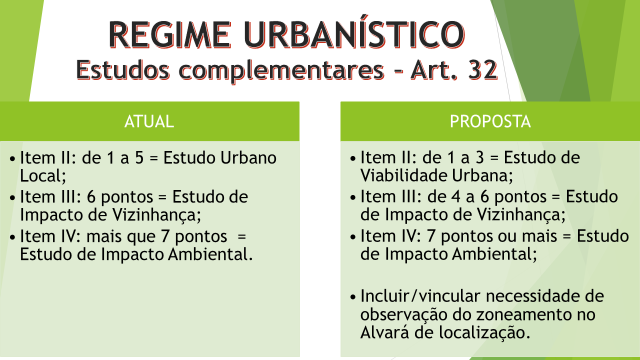 REGIME URBANÍSTICO
Estudos complementares - Art. 32
ATUAL
• Item II: de 1 a 5 = Estudo Urbano
Local;
• Item III: 6 pontos = Estudo de
Impacto de Vizinhança;
• Item IV: mais que 7 pontos =
Estudo de Impacto Ambiental.
PROPOSTA
• Item II: de 1 a 3 = Estudo de
Viabilidade Urbana;
• Item III: de 4 a 6 pontos = Estudo
de Impacto de Vizinhança;
• Item IV: 7 pontos ou mais = Estudo
de Impacto Ambiental;
• Incluir/vincular necessidade de
observação do zoneamento no
Alvará de localização.